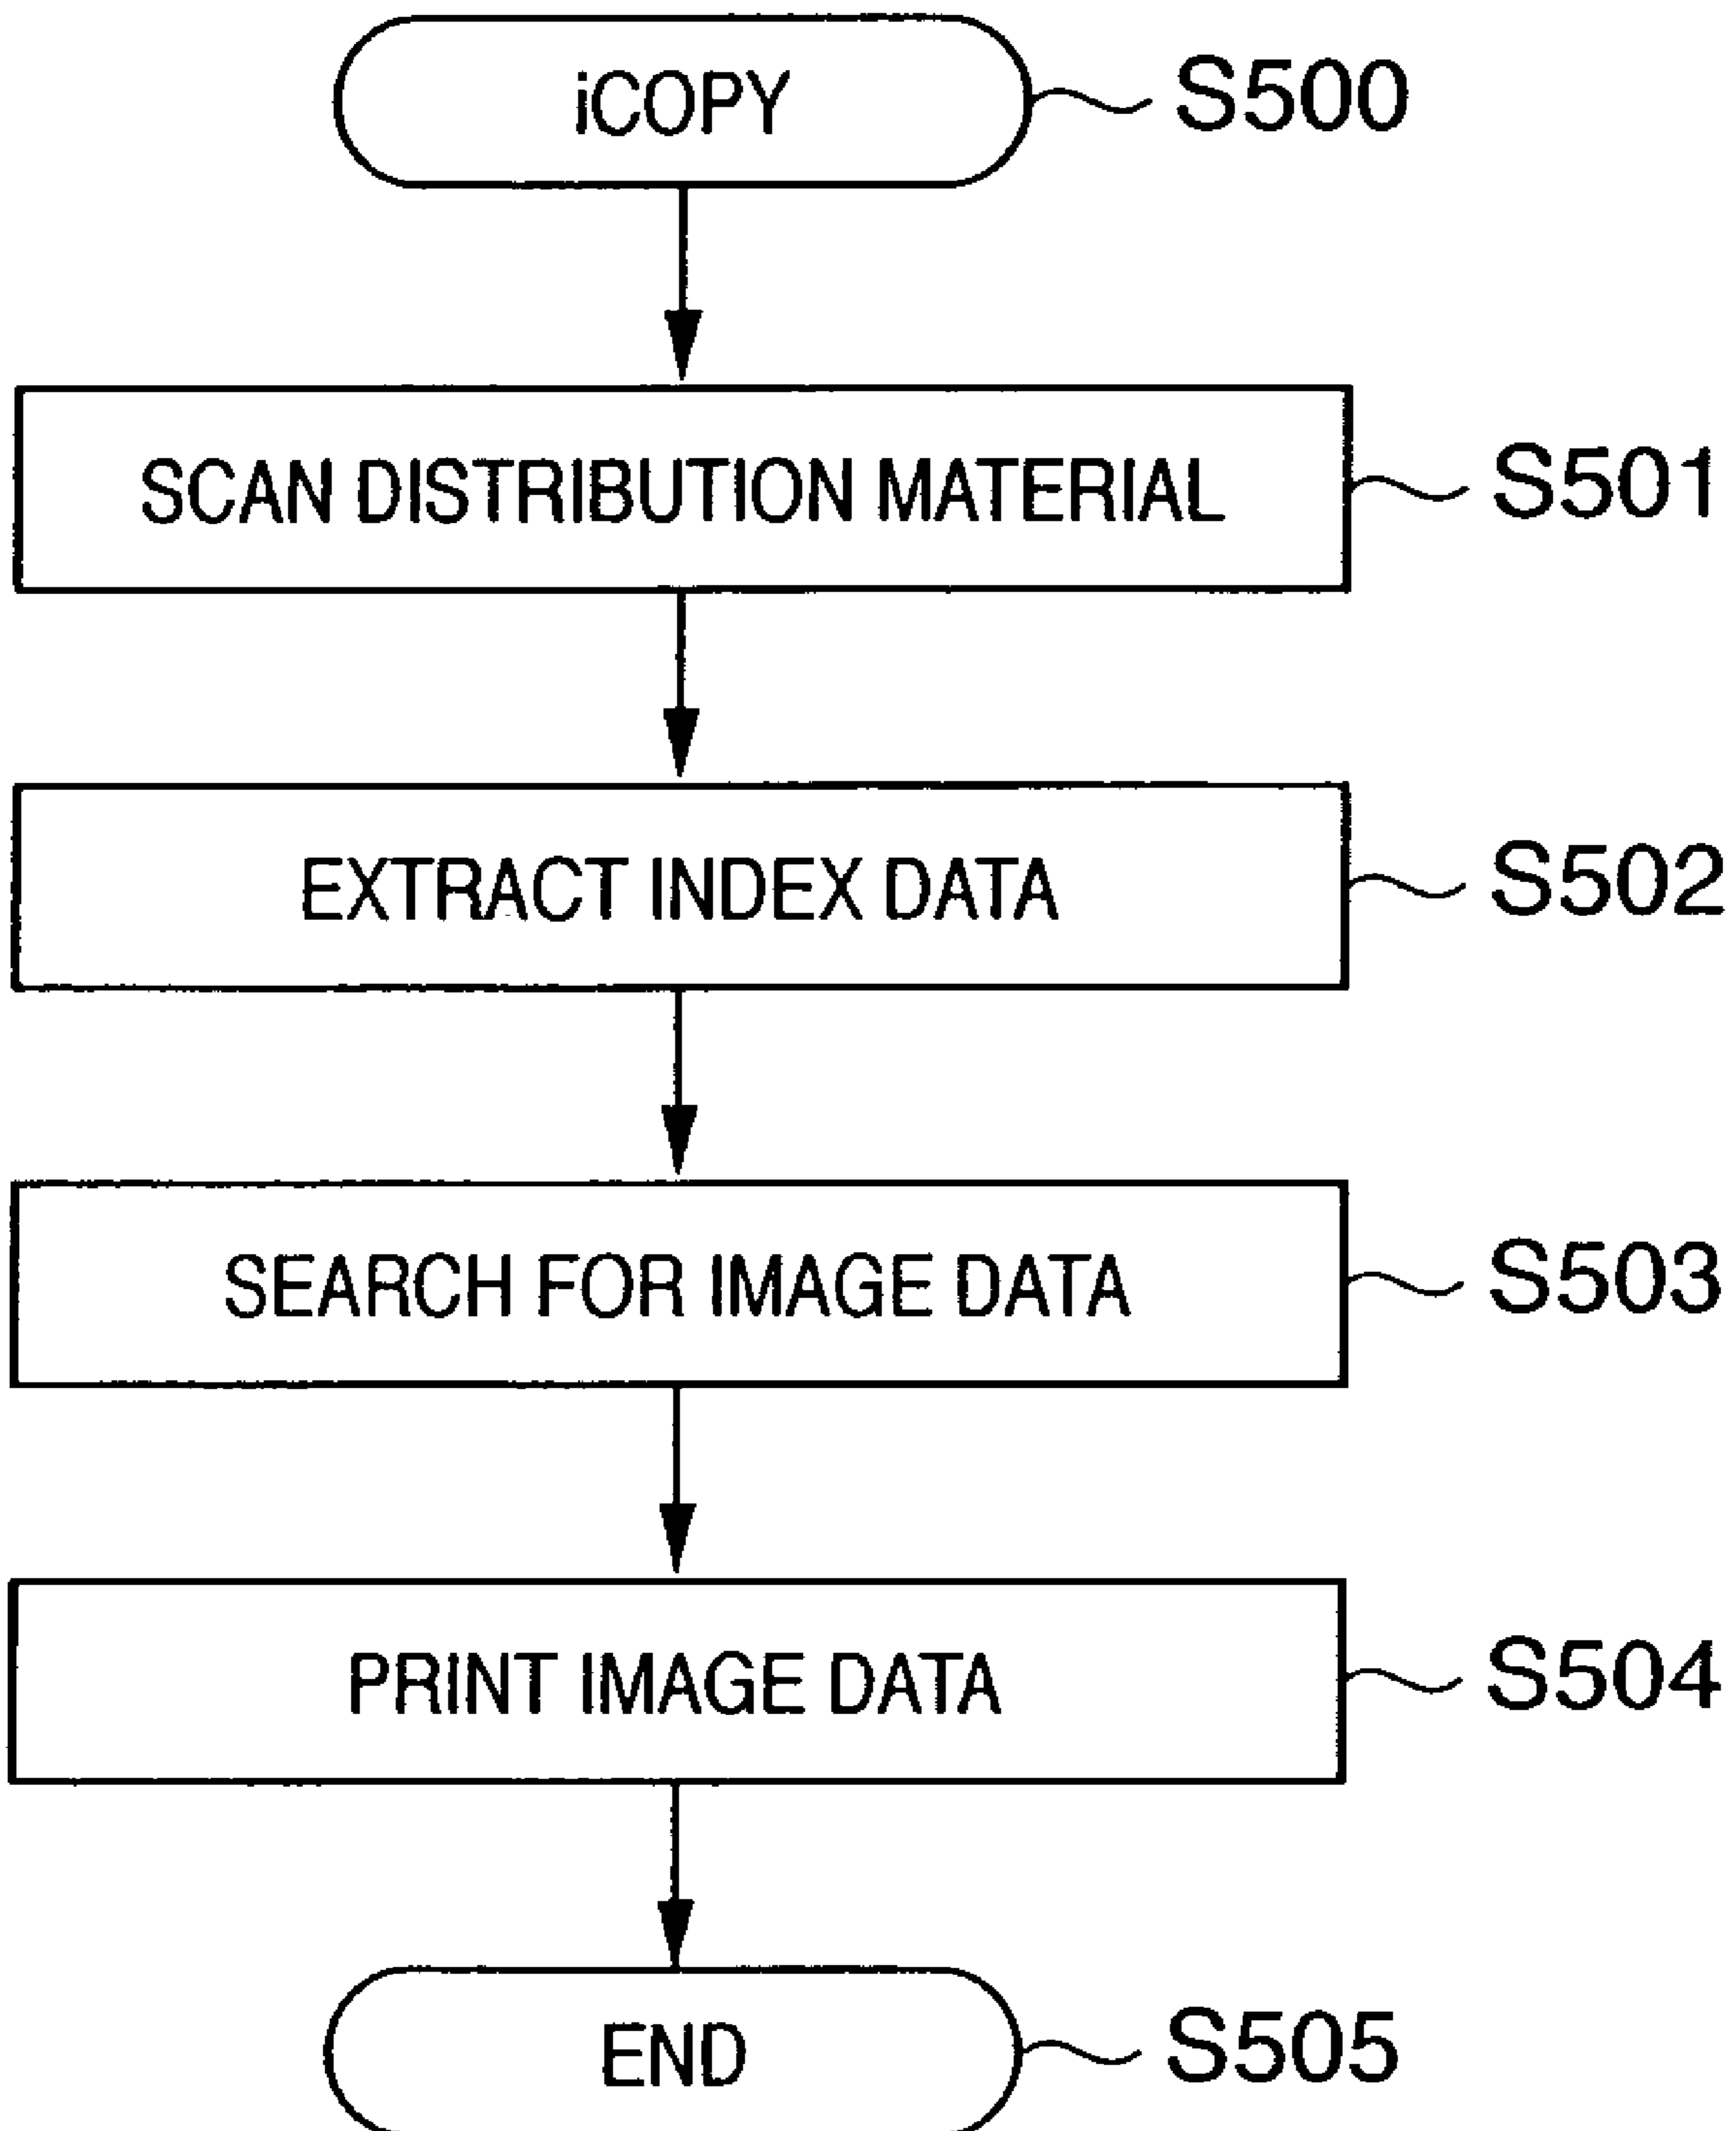 iCOPY S500
SCAN DISTRIBUTION MATERIAL S501
EXTRACT INDEX DATA S502
SEARCH FOR IMAGE DATA S503
PRINT IMAGE DATA S504
END S505